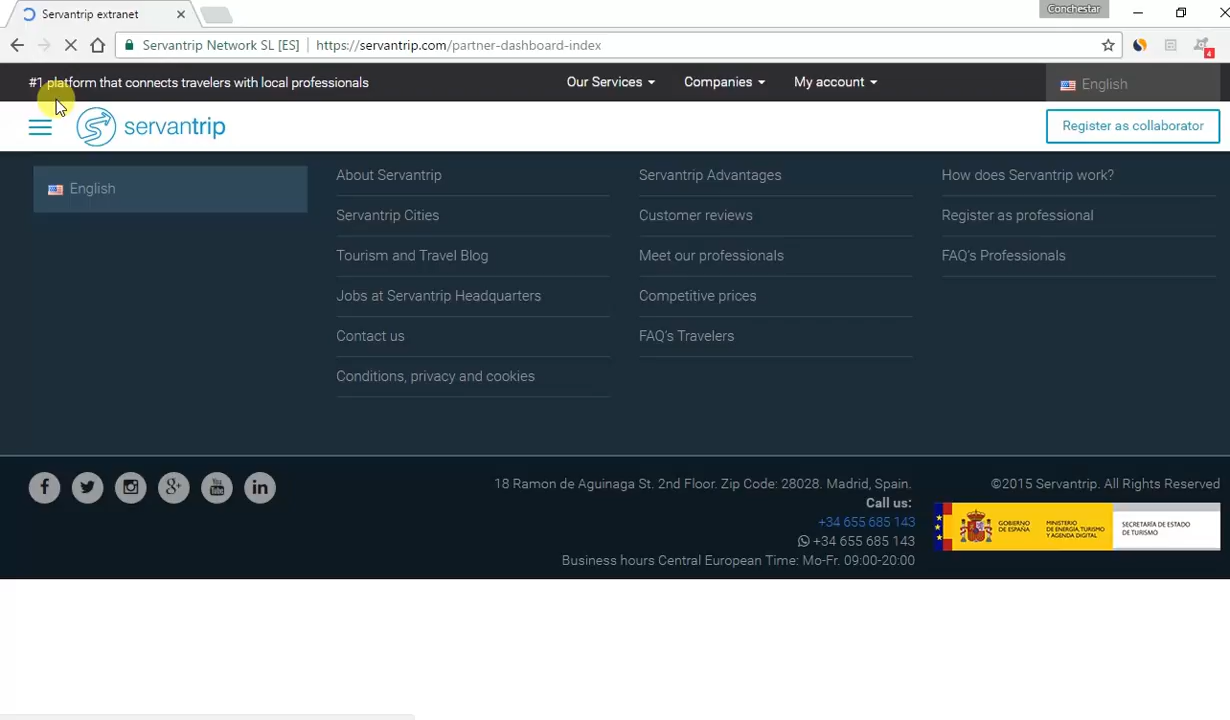 Servantrip extranet
Conchestar
Servantrip Network SL [ES]
https://servantrip.com/partner-dashboard-index
4
#1 platform that connects travelers with local professionals
Our Services
Companies
My account
English
servantrip
Register as collaborator
English
About Servantrip
Servantrip Cities
Tourism and Travel Blog
Jobs at Servantrip Headquarters
Contact us
Conditions, privacy and cookies
Servantrip Advantages
Customer reviews
Meet our professionals
Competitive prices
FAQ's Travelers
How does Servantrip work?
Register as professional
FAQ's Professionals
You
Tube
18 Ramon de Aguinaga St. 2nd Floor. Zip Code: 28028. Madrid, Spain.
Call us:
+34 655 685 143
+34 655 685 143
Business hours Central European Time: Mo-Fr. 09:00-20:00
©2015 Servantrip. All Rights Reserved
GOBIERNO
DE ESPAÑA
MINISTERIO
DE ENERGÍA, TURISMO
Y AGENDA DIGITAL
SECRETARÍA DE ESTADO
DE TURISMO